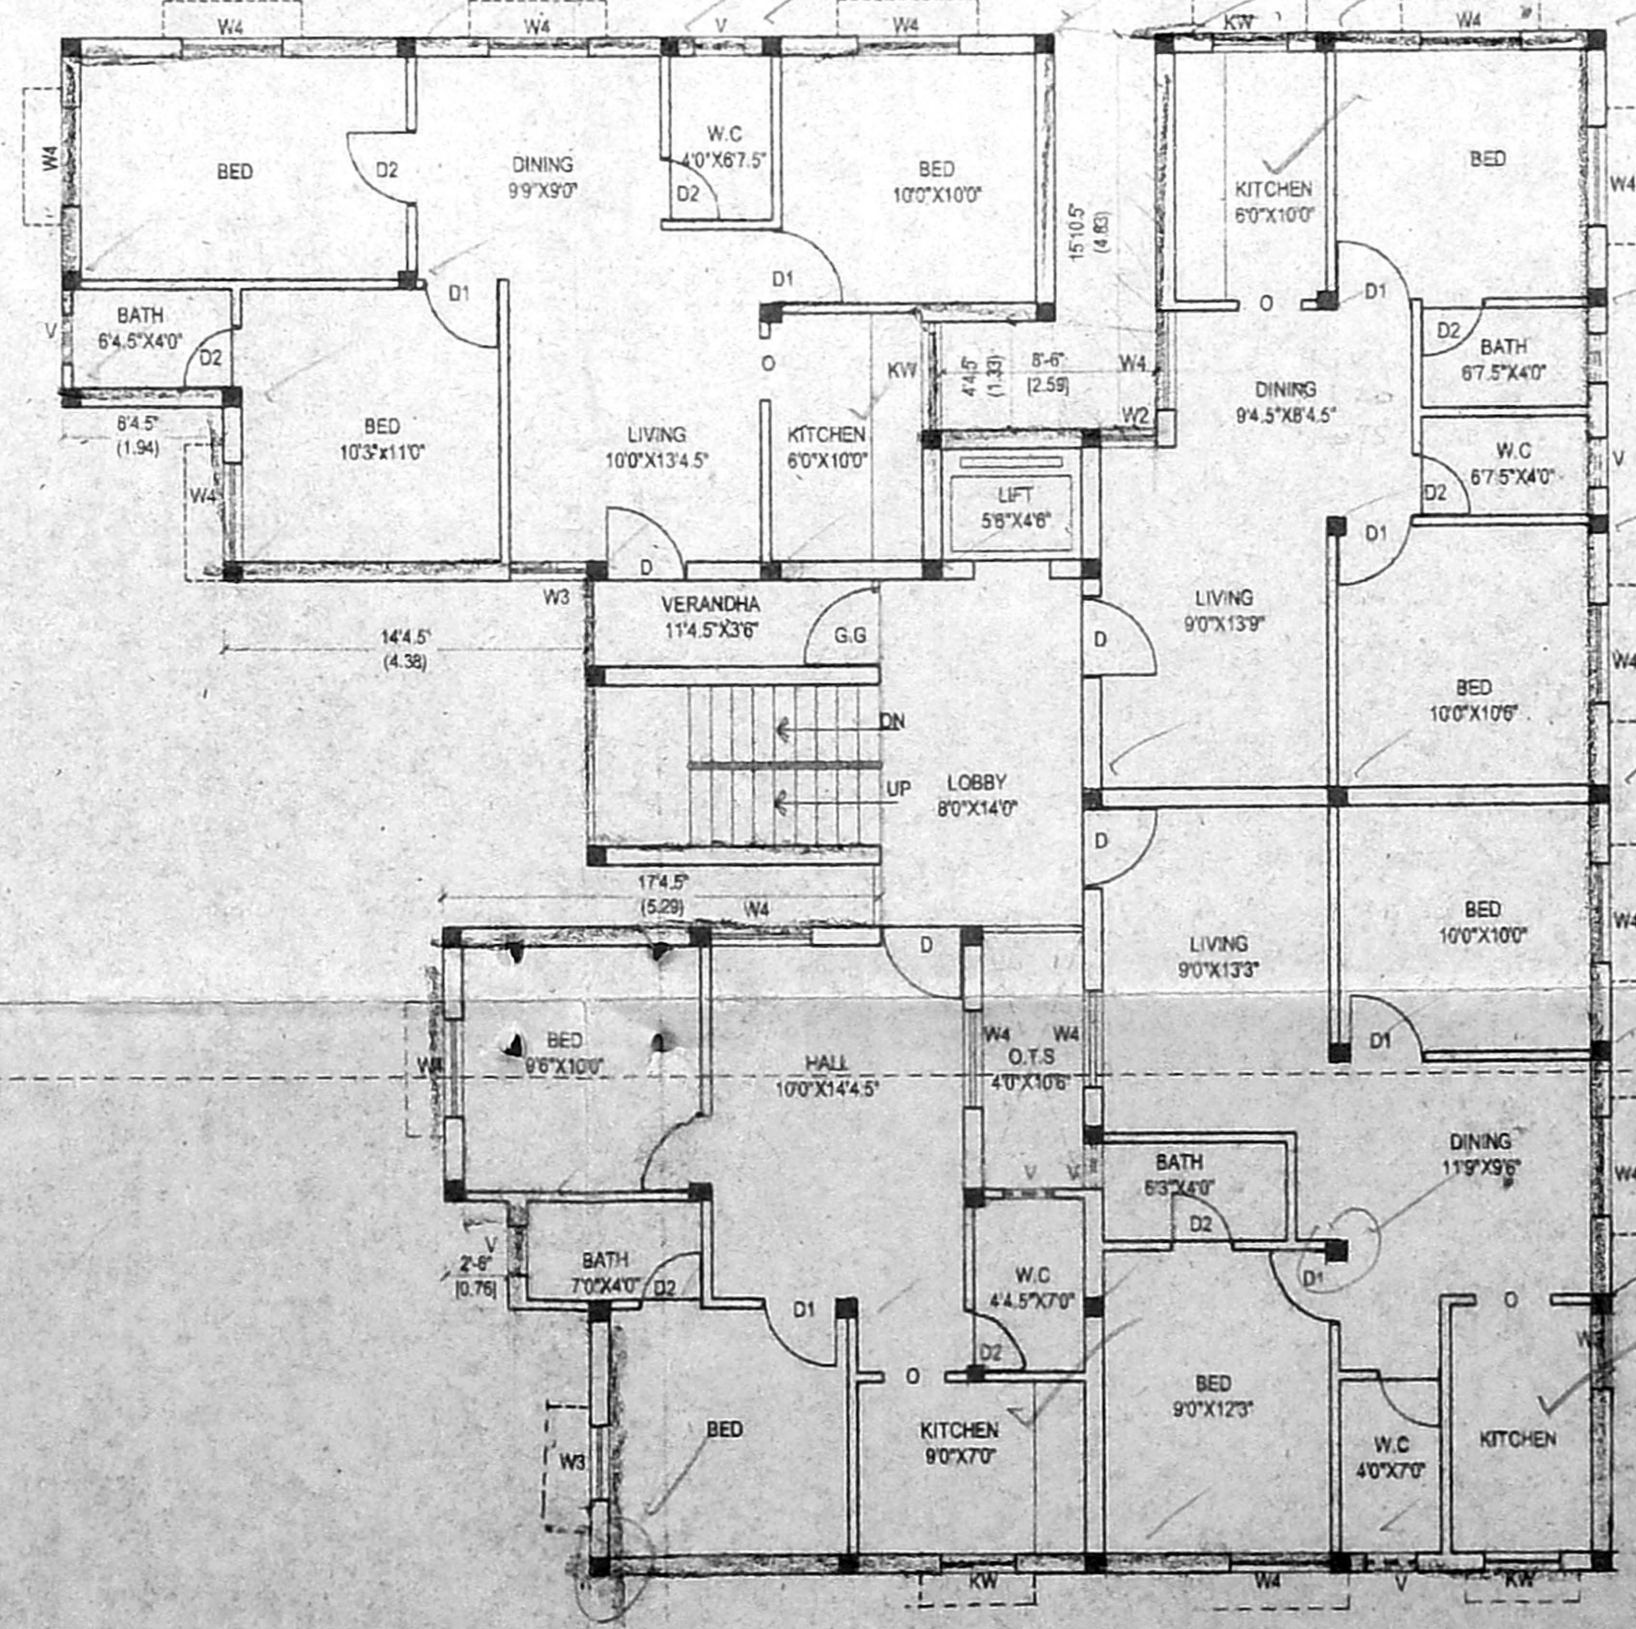 W4
W4
V
W4
KW
W4
W4
BED
D2
DINING
9'9"X9'0"
W.C
4'0"X6'7.5"
D2
BED
10'0"X10'0"
15'10.5"
(4.83)
KITCHEN
6'0"X10'0"
BED
W4
D1
D1
D1
O
V
BATH
6'4.5"X4'0"
D2
O
KW
4'4.5"
(1.33)
8'-6"
[2.59]
W4
W2
D2
BATH
6'7.5"X4'0"
DINING
9'4.5"X8'4.5"
8'4.5"
(1.94)
BED
10'3"x11'0"
LIVING
10'0"X13'4.5"
KITCHEN
6'0"X10'0"
W.C
6'7.5"X4'0"
V
W4
LIFT
5'6"X4'6"
D2
D1
D
W3
VERANDHA
11'4.5"X3'6"
G.G
D
LIVING
9'0"X13'9"
14'4.5"
(4.38)
W4
BED
10'0"X10'6"
DN
UP
LOBBY
8'0"X14'0"
D
17'4.5"
(5.29)
W4
D
LIVING
9'0"X13'3"
BED
10'0"X10'0"
W4
W4
BED
9'6"X10'0"
HALL
10'0"X14'4.5"
W4
W4
O.T.S
4'0"X10'6"
D1
DINING
11'9"X9'6"
W4
V
V
BATH
6'3"X4'0"
D2
V
2'-6"
[0.76]
BATH
7'0"X4'0"
D2
D1
W.C
4'4.5"X7'0"
D2
D1
O
O
BED
KITCHEN
9'0"X7'0"
BED
9'0"X12'3"
W.C
4'0"X7'0"
KITCHEN
W3
KW
W4
V
KW